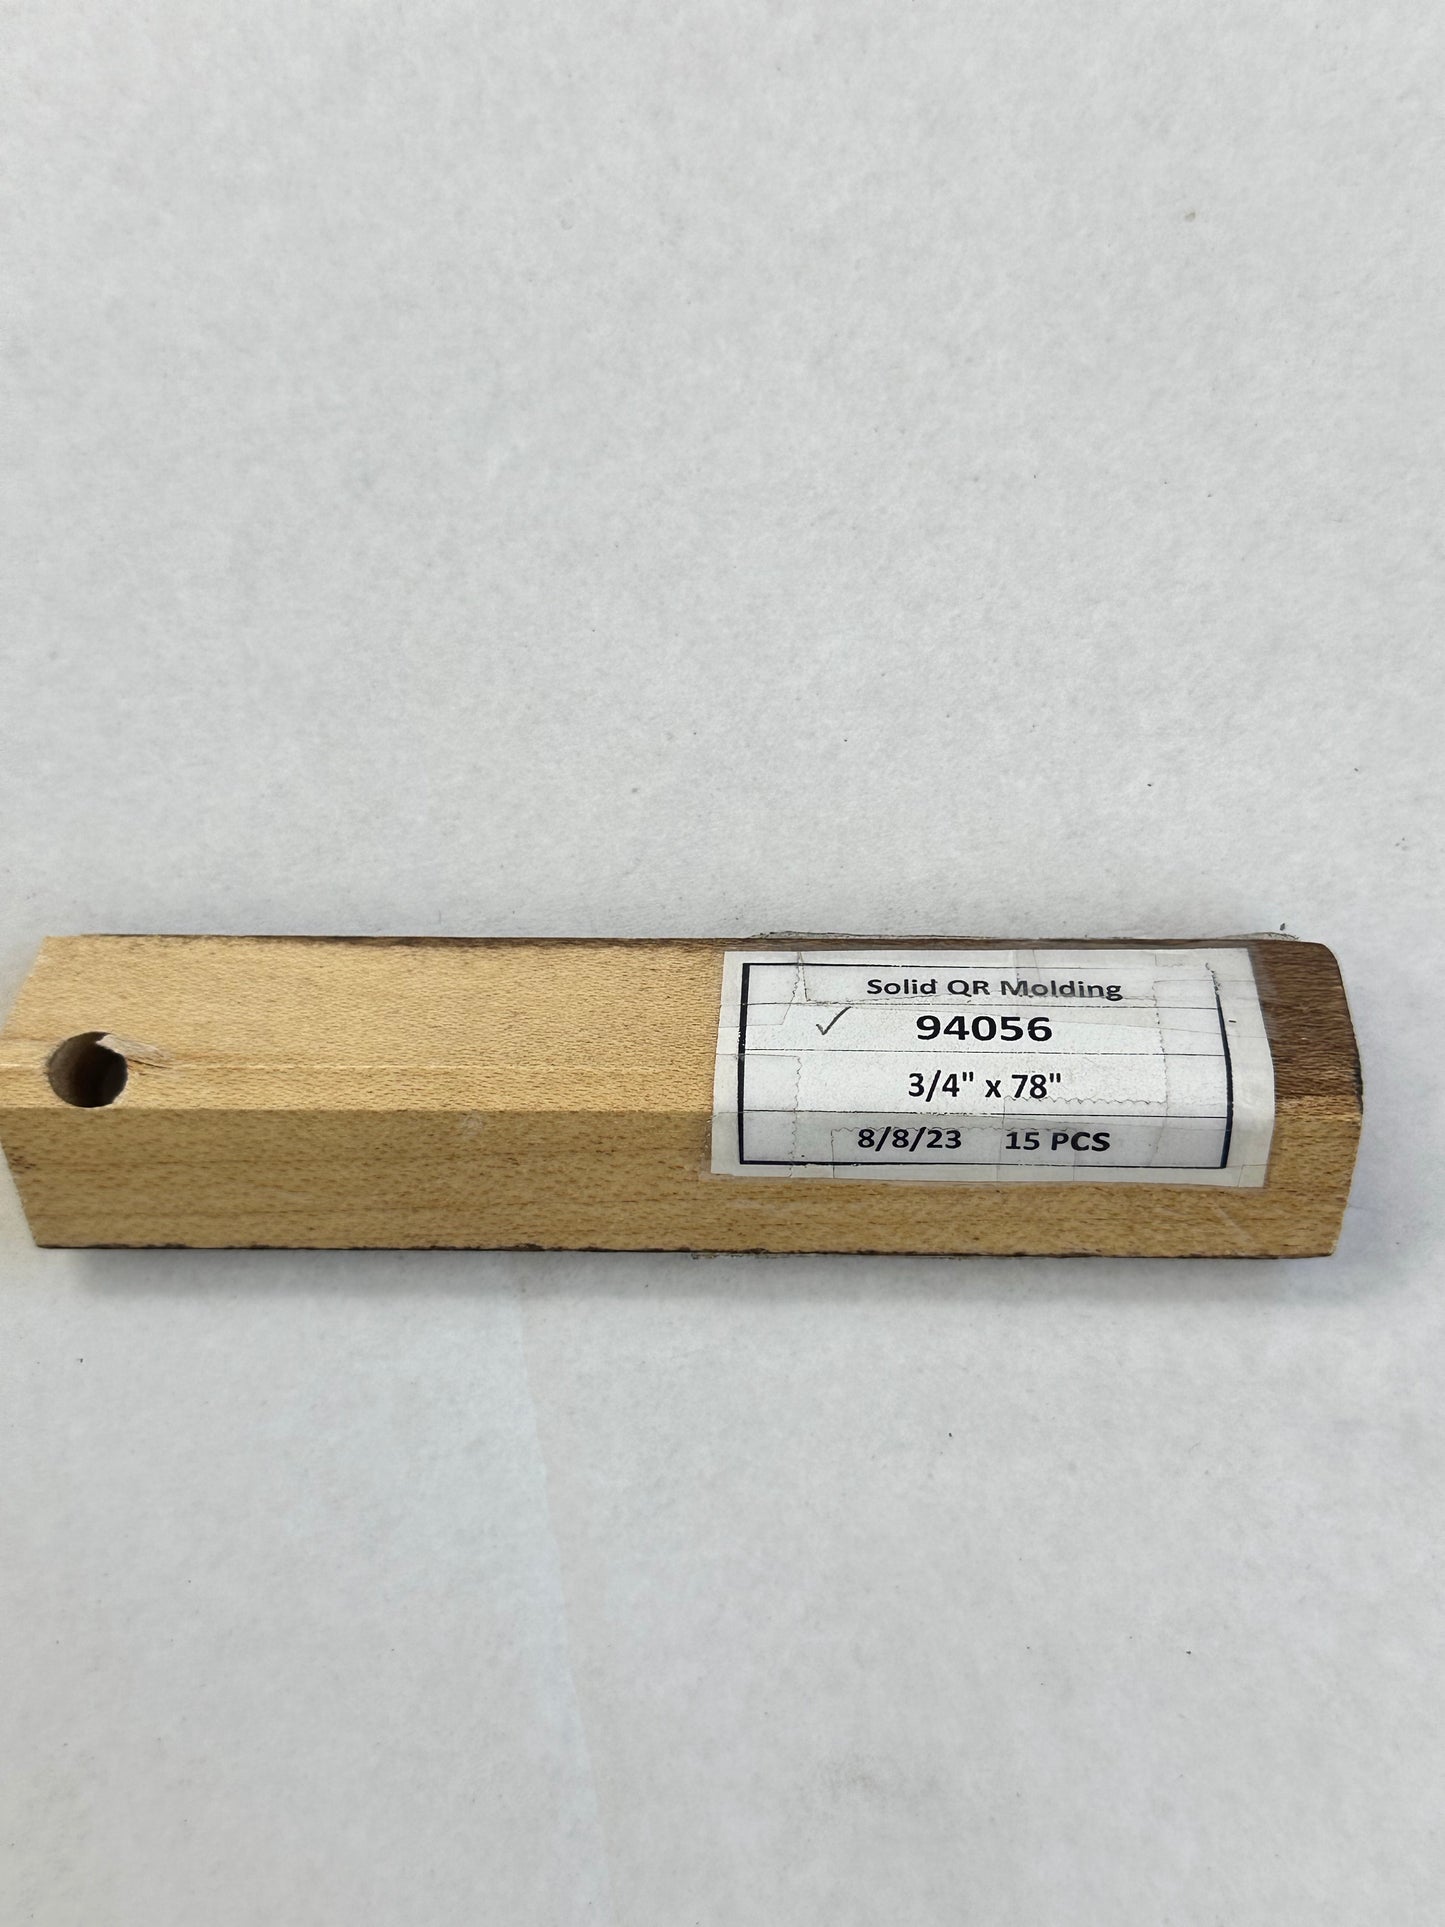 Solid QR Molding
✓ 94056
3/4" x 78"
8/8/23 15 PCS